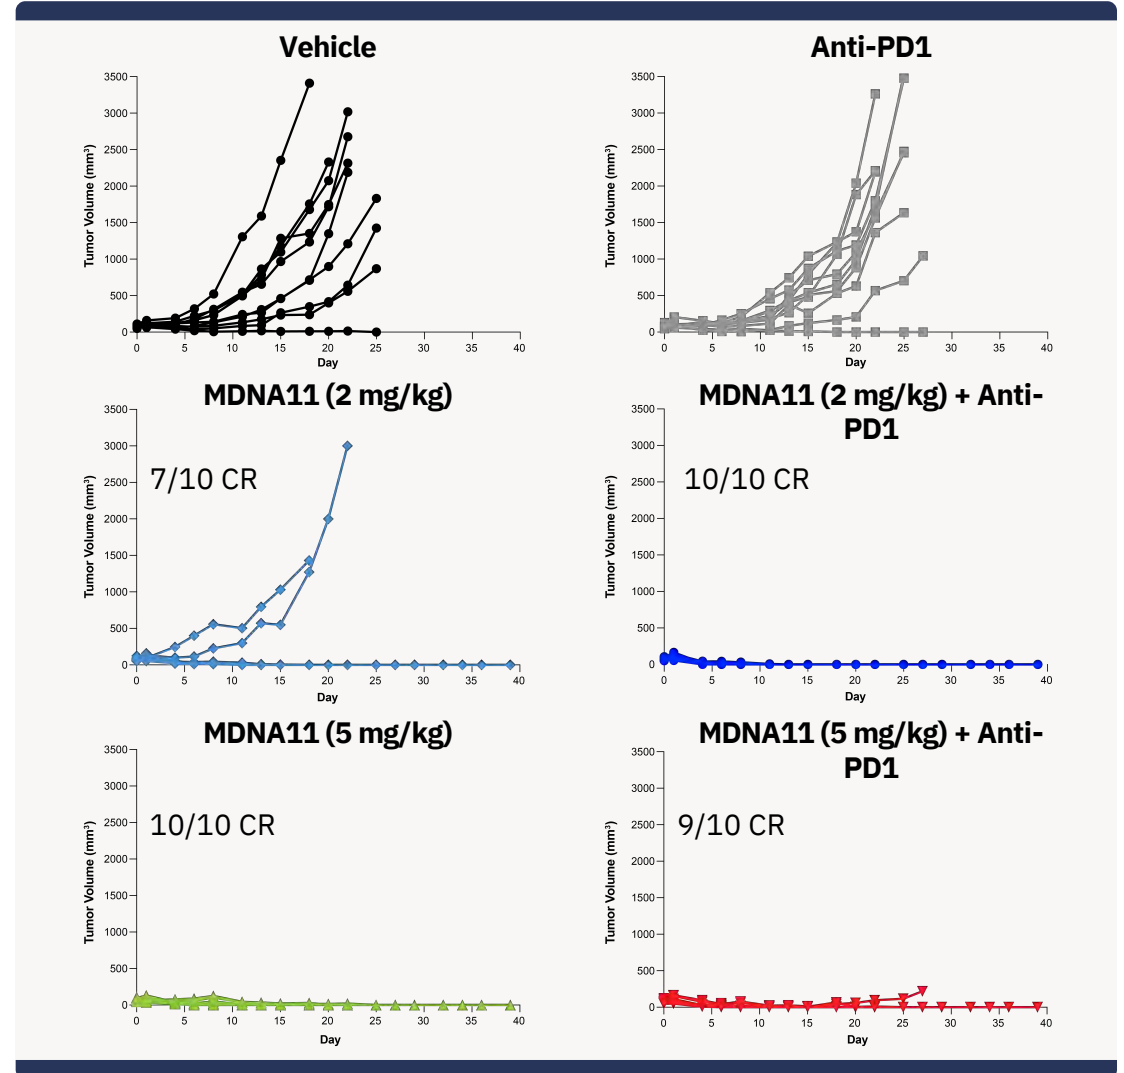 Vehicle
Anti-PD1
3500
3000
2500
2000
1500
1000
500
0
Tumor Volume (mm³)
0 5 10 15 20 25 30 35 40
Day
3500
3000
2500
2000
1500
1000
500
0
Tumor Volume (mm³)
0 5 10 15 20 25 30 35 40
Day
MDNA11 (2 mg/kg)
7/10 CR
3500
3000
2500
2000
1500
1000
500
0
Tumor Volume (mm³)
0 5 10 15 20 25 30 35 40
Day
MDNA11 (2 mg/kg) + Anti-
PD1
10/10 CR
3500
3000
2500
2000
1500
1000
500
0
Tumor Volume (mm³)
0 5 10 15 20 25 30 35 40
Day
MDNA11 (5 mg/kg)
10/10 CR
3500
3000
2500
2000
1500
1000
500
0
Tumor Volume (mm³)
0 5 10 15 20 25 30 35 40
Day
MDNA11 (5 mg/kg) + Anti-
PD1
9/10 CR
3500
3000
2500
2000
1500
1000
500
0
Tumor Volume (mm³)
0 5 10 15 20 25 30 35 40
Day